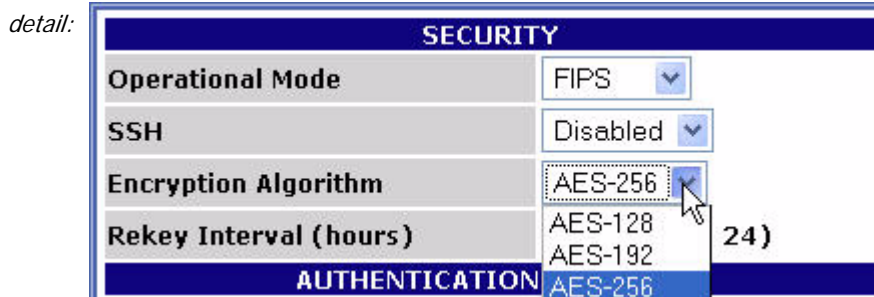 detail:
SECURITY
Operational Mode FIPS
SSH Disabled
Encryption Algorithm AES-256
AES-128
Rekey Interval (hours) 24)
AES-192
AUTHENTICATION
AES-256